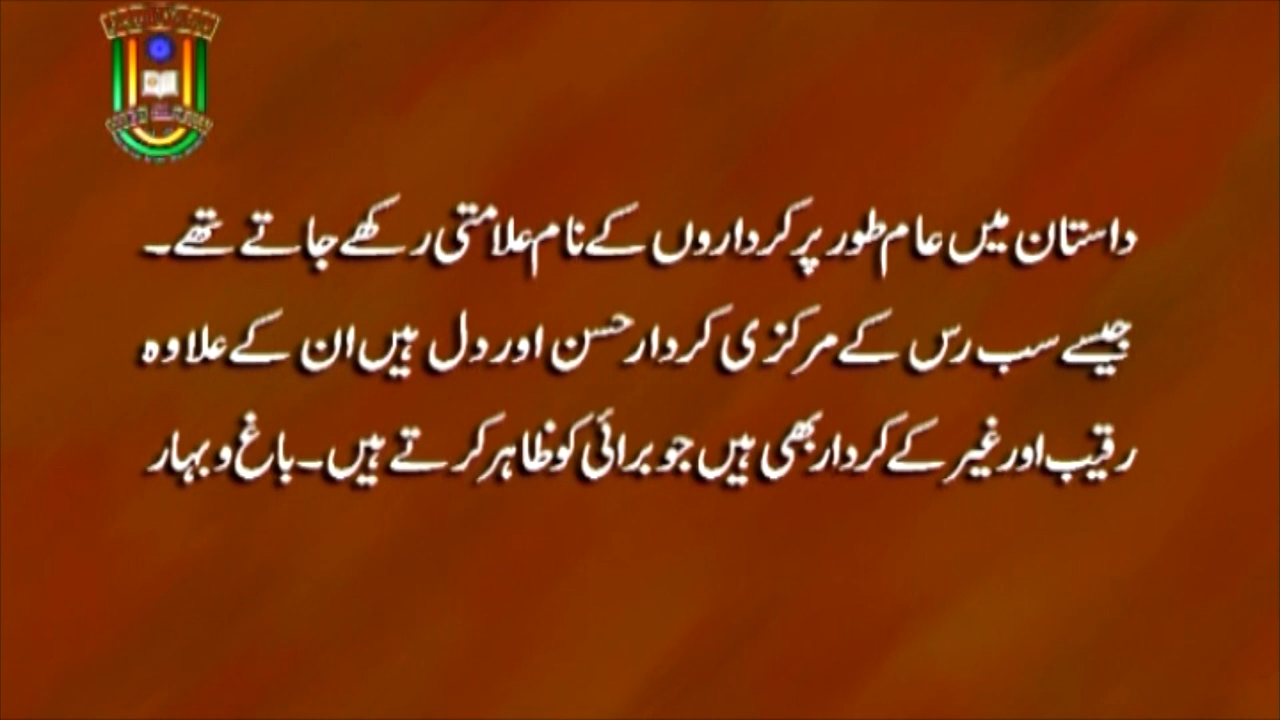 داستان میں عام طور پر کرداروں کے نام علامتی رکھے جاتے تھے۔
جیسے سب رس کے مرکزی کردار حسن اور دل ہیں ان کے علاوہ
رقیب اور غیر کے کردار بھی ہیں جو برائی کو ظاہر کرتے ہیں۔ باغ و بہار